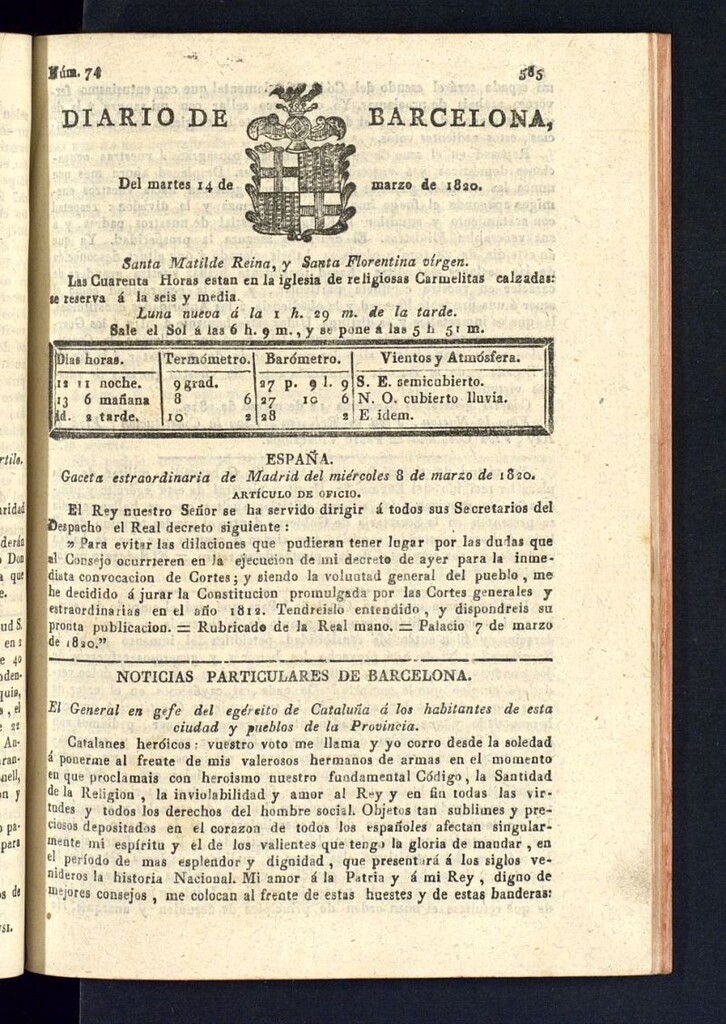 Núm. 74 585
DIARIO DE BARCELONA,
Del martes 14 de marzo de 1820.
Santa Matilde Reina, y Santa Florentina vírgen.
Las Cuarenta Horas estan en la iglesia de religiosas Carmelitas calzadas:
se reserva á la seis y media.
Luna nueva á la 1 h. 29 m. de la tarde.
Sale el Sol á las 6 h. 9 m., y se pone á las 5 h 51 m.
Dias horas. Termómetro. Barómetro. Vientos y Atmósfera.
12 11 noche. 9 grad. 27 p. 9 l. 9 S. E. semicubierto.
13 6 mañana 8 6 27 10 6 N. O. cubierto lluvia.
id. 2 tarde. 10 2 28 2 E. idem.
ESPAÑA.
Gaceta estraordinaria de Madrid del miércoles 8 de marzo de 1820.
ARTÍCULO DE OFICIO.
El Rey nuestro Señor se ha servido dirigir á todos sus Secretarios del
Despacho el Real decreto siguiente :
„ Para evitar las dilaciones que pudieran tener lugar por las dudas que
al Consejo ocurrieren en la ejecucion de mi decreto de ayer para la inme-
diata convocacion de Cortes; y siendo la voluntad general del pueblo , me
he decidido á jurar la Constitucion promulgada por las Cortes generales y
estraordinarias en el año 1812. Tendreislo entendido , y dispondreis su
pronta publicacion. = Rubricado de la Real mano. = Palacio 7 de marzo
de 1820.”
NOTICIAS PARTICULARES DE BARCELONA.
El General en gefe del egército de Cataluña á los habitantes de esta
ciudad y pueblos de la Provincia.
Catalanes heróicos : vuestro voto me llama y yo corro desde la soledad
á ponerme al frente de mis valerosos hermanos de armas en el momento
en que proclamais con heroismo nuestro fundamental Código , la Santidad
de la Religion , la inviolabilidad y amor al Rey y en fin todas las vir-
tudes y todos los derechos del hombre social. Objetos tan sublimes y pre-
ciosos depositados en el corazon de todos los españoles afectan singular-
mente mi espíritu y el de los valientes que tengo la gloria de mandar , en
el período de mas esplendor y dignidad , que presentará á los siglos ve-
nideros la historia Nacional. Mi amor á la Patria y á mi Rey , digno de
mejores consejos , me colocan al frente de estas huestes y de estas banderas: